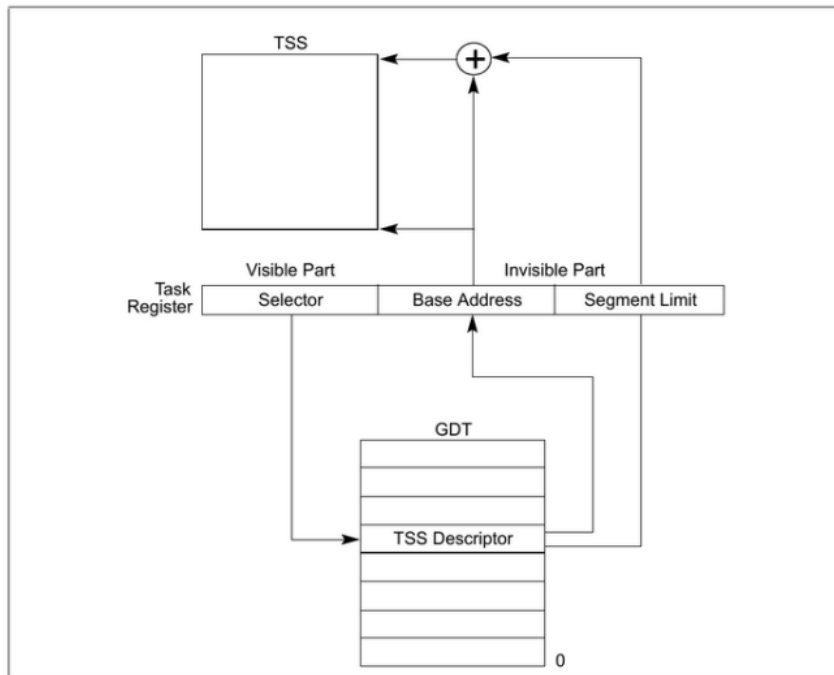 TSS
+
Visible Part
Invisible Part
Task
Register
Selector
Base Address
Segment Limit
GDT
TSS Descriptor
0